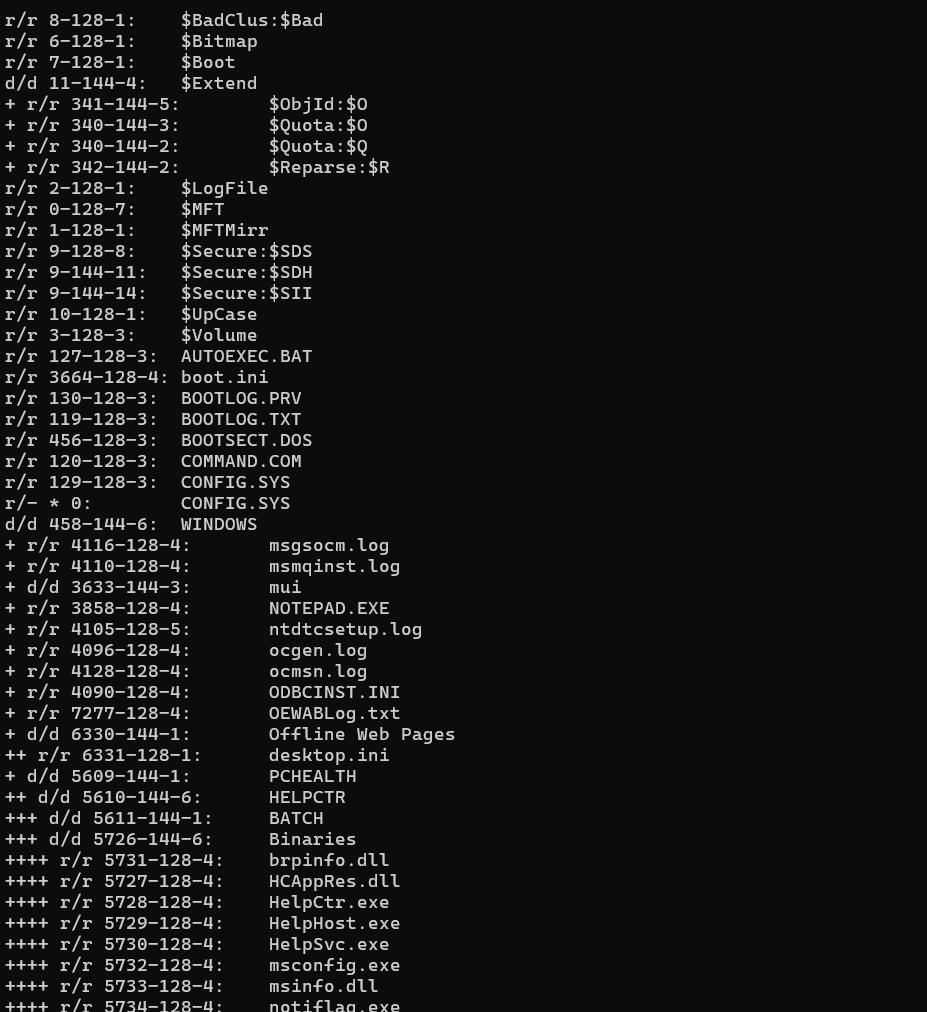 r/r 8-128-1:    $BadClus:$Bad
r/r 6-128-1:    $Bitmap
r/r 7-128-1:    $Boot
d/d 11-144-4:   $Extend
+ r/r 341-144-5:        $ObjId:$O
+ r/r 340-144-3:        $Quota:$O
+ r/r 340-144-2:        $Quota:$Q
+ r/r 342-144-2:        $Reparse:$R
r/r 2-128-1:    $LogFile
r/r 0-128-7:    $MFT
r/r 1-128-1:    $MFTMirr
r/r 9-128-8:    $Secure:$SDS
r/r 9-144-11:   $Secure:$SDH
r/r 9-144-14:   $Secure:$SII
r/r 10-128-1:   $UpCase
r/r 3-128-3:    $Volume
r/r 127-128-3:  AUTOEXEC.BAT
r/r 3664-128-4: boot.ini
r/r 130-128-3:  BOOTLOG.PRV
r/r 119-128-3:  BOOTLOG.TXT
r/r 456-128-3:  BOOTSECT.DOS
r/r 120-128-3:  COMMAND.COM
r/r 129-128-3:  CONFIG.SYS
r/- * 0:        CONFIG.SYS
d/d 458-144-6:  WINDOWS
+ r/r 4116-128-4:       msgsocm.log
+ r/r 4110-128-4:       msmqinst.log
+ d/d 3633-144-3:       mui
+ r/r 3858-128-4:       NOTEPAD.EXE
+ r/r 4105-128-5:       ntdtcsetup.log
+ r/r 4096-128-4:       ocgen.log
+ r/r 4128-128-4:       ocmsn.log
+ r/r 4090-128-4:       ODBCINST.INI
+ r/r 7277-128-4:       OEWABLog.txt
+ d/d 6330-144-1:       Offline Web Pages
++ r/r 6331-128-1:      desktop.ini
+ d/d 5609-144-1:       PCHEALTH
++ d/d 5610-144-6:      HELPCTR
+++ d/d 5611-144-1:     BATCH
+++ d/d 5726-144-6:     Binaries
++++ r/r 5731-128-4:    brpinfo.dll
++++ r/r 5727-128-4:    HCAppRes.dll
++++ r/r 5728-128-4:    HelpCtr.exe
++++ r/r 5729-128-4:    HelpHost.exe
++++ r/r 5730-128-4:    HelpSvc.exe
++++ r/r 5732-128-4:    msconfig.exe
++++ r/r 5733-128-4:    msinfo.dll
++++ r/r 5734-128-4:    notiflag.exe